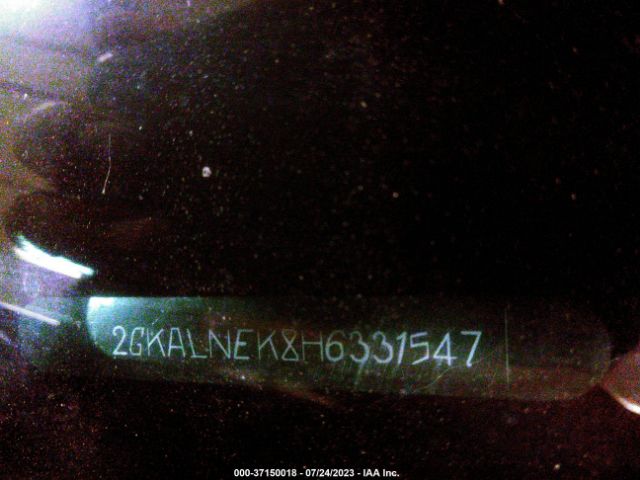 2GKALNEK8H6331547
000-37150018 - 07/24/2023 - IAA Inc.